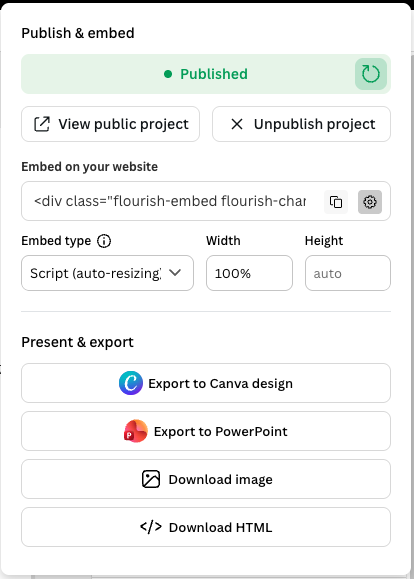 Publish & embed
Published
View public project
Unpublish project
Embed on your website
<div class="flourish-embed flourish-char
Embed type
Width
Height
Script (auto-resizing)
100%
auto
Present & export
Export to Canva design
Export to PowerPoint
Download image
</> Download HTML